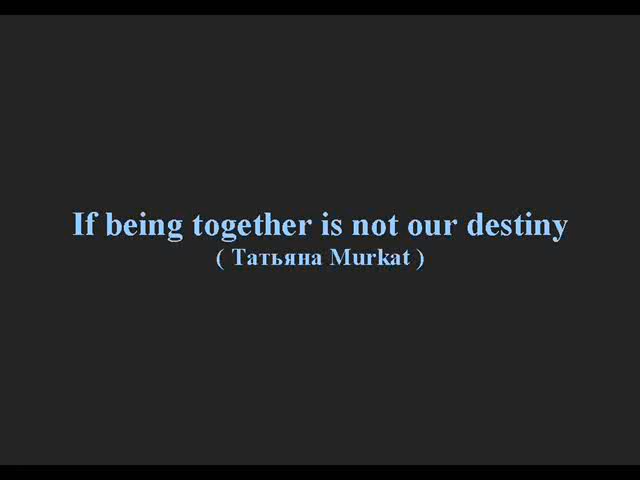 If being together is not our destiny
( Татьяна Murkat )